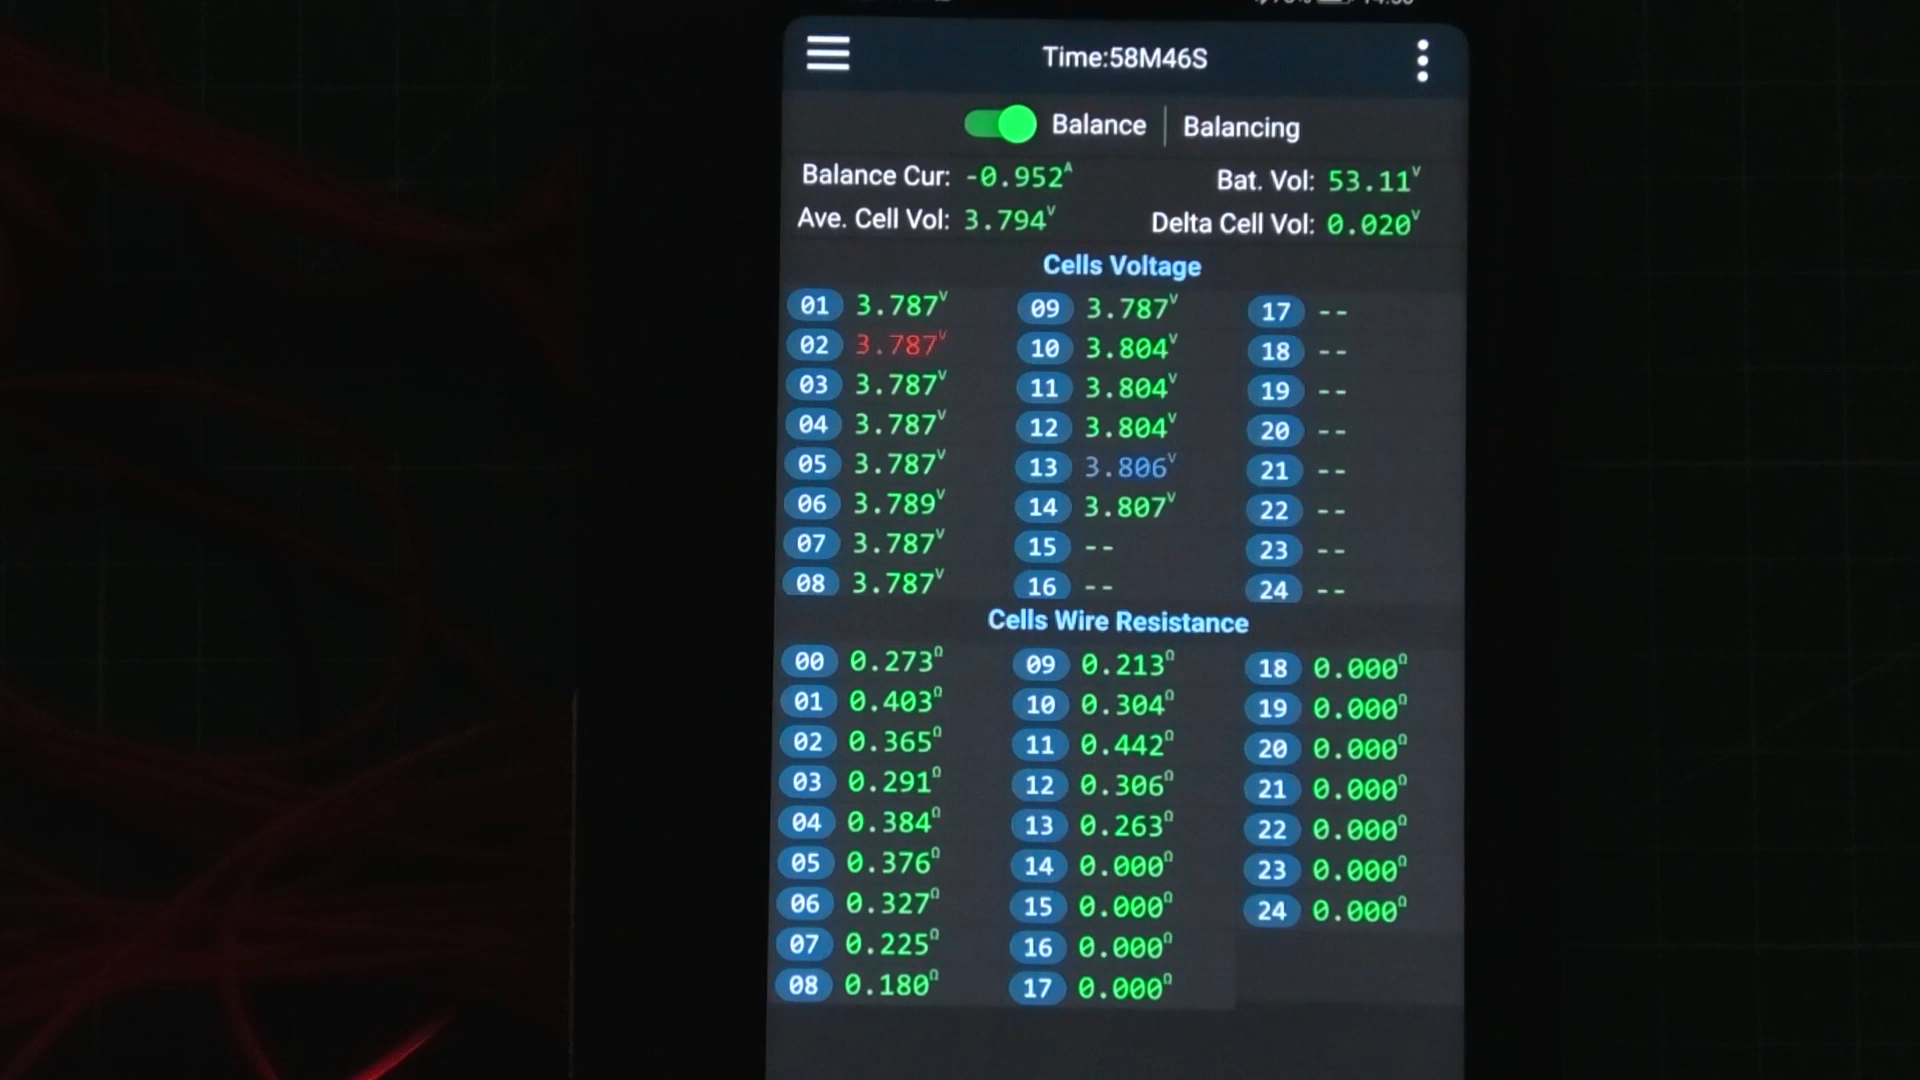 Time:58M46S
Balance | Balancing
Balance Cur: -0.952A Bat. Vol: 53.11V
Ave. Cell Vol: 3.794V Delta Cell Vol: 0.020V
Cells Voltage
01 3.787V 09 3.787V 17 --
02 3.787V 10 3.804V 18 --
03 3.787V 11 3.804V 19 --
04 3.787V 12 3.804V 20 --
05 3.787V 13 3.806V 21 --
06 3.789V 14 3.807V 22 --
07 3.787V 15 -- 23 --
08 3.787V 16 -- 24 --
Cells Wire Resistance
00 0.273Ω 09 0.213Ω 18 0.000Ω
01 0.403Ω 10 0.304Ω 19 0.000Ω
02 0.365Ω 11 0.442Ω 20 0.000Ω
03 0.291Ω 12 0.306Ω 21 0.000Ω
04 0.384Ω 13 0.263Ω 22 0.000Ω
05 0.376Ω 14 0.000Ω 23 0.000Ω
06 0.327Ω 15 0.000Ω 24 0.000Ω
07 0.225Ω 16 0.000Ω
08 0.180Ω 17 0.000Ω